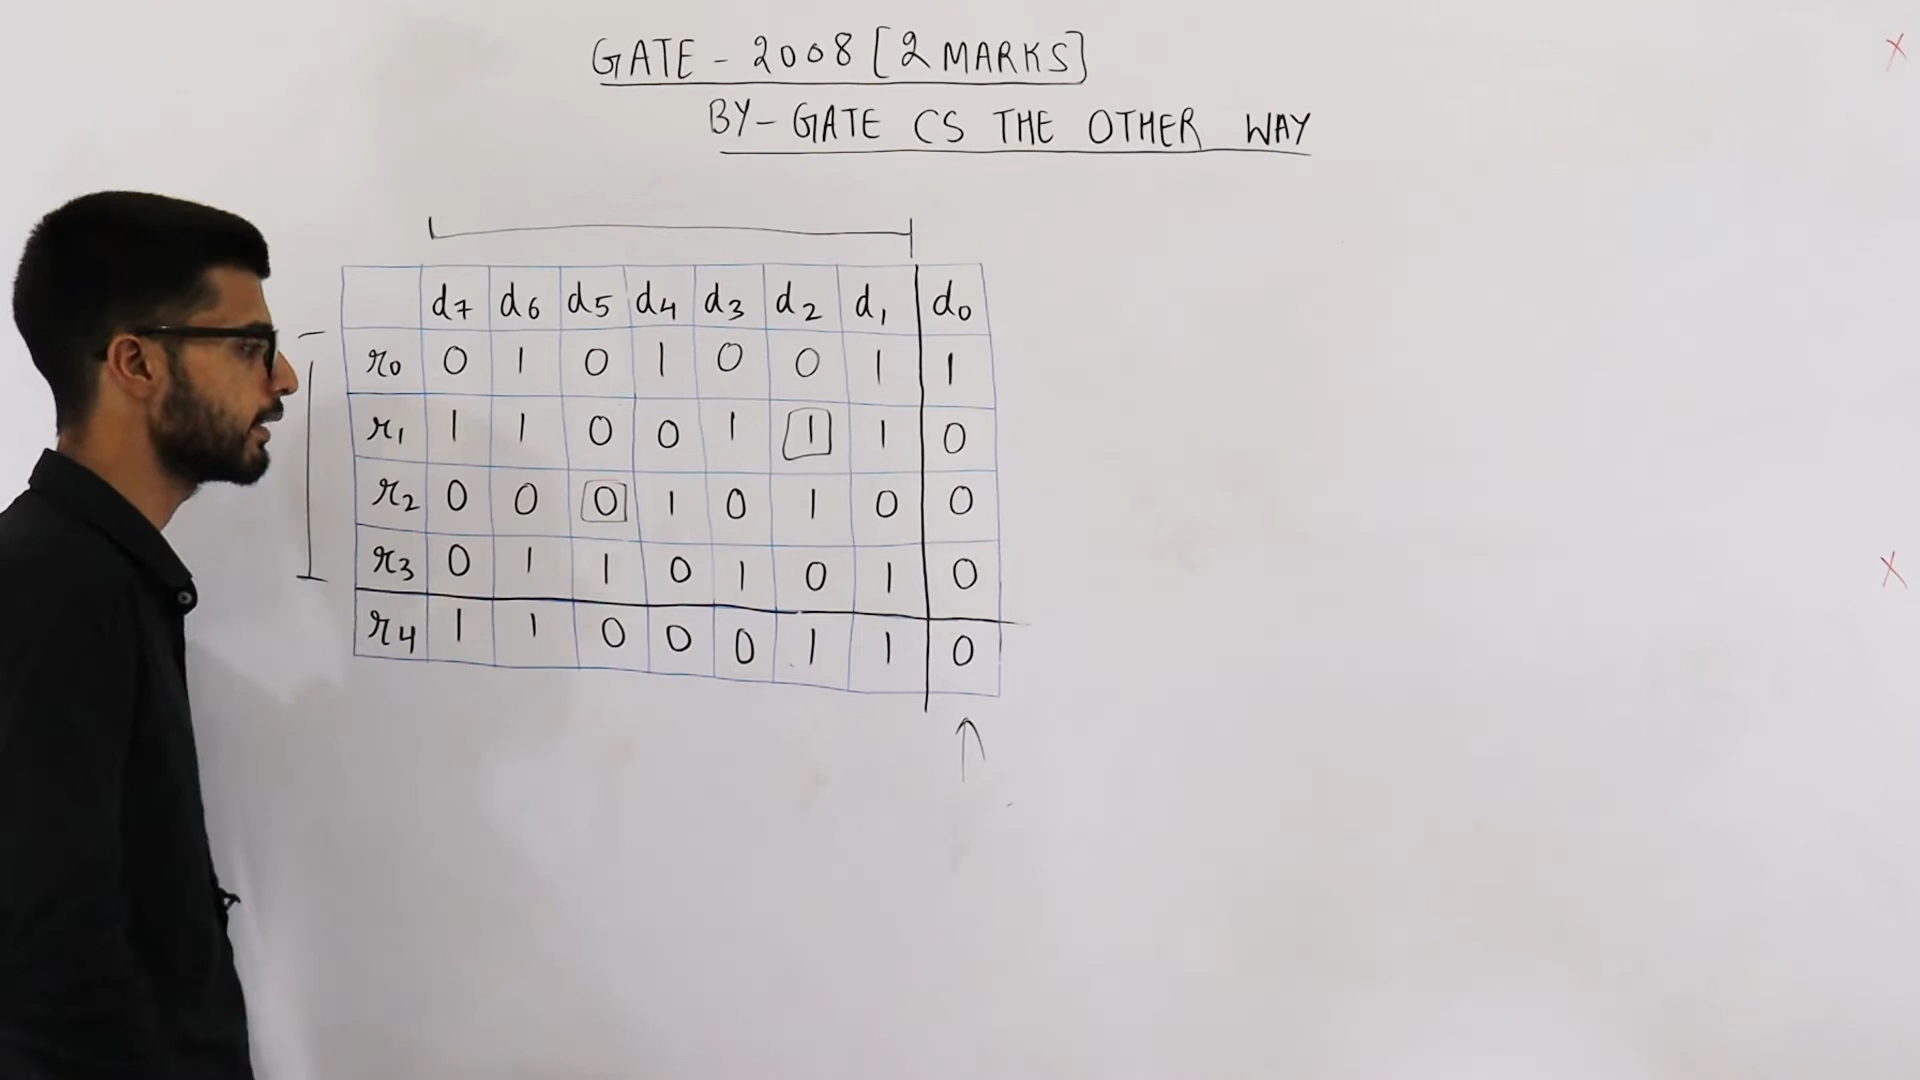 GATE - 2008 [2 MARKS]
BY- GATE CS THE OTHER WAY
d7 d6 d5 d4 d3 d2 d1 d0
r0 0 1 0 1 0 0 1 1
r1 1 1 0 0 1 1 1 0
r2 0 0 0 1 0 1 0 0
r3 0 1 1 0 1 0 1 0
r4 1 1 0 0 0 1 1 0